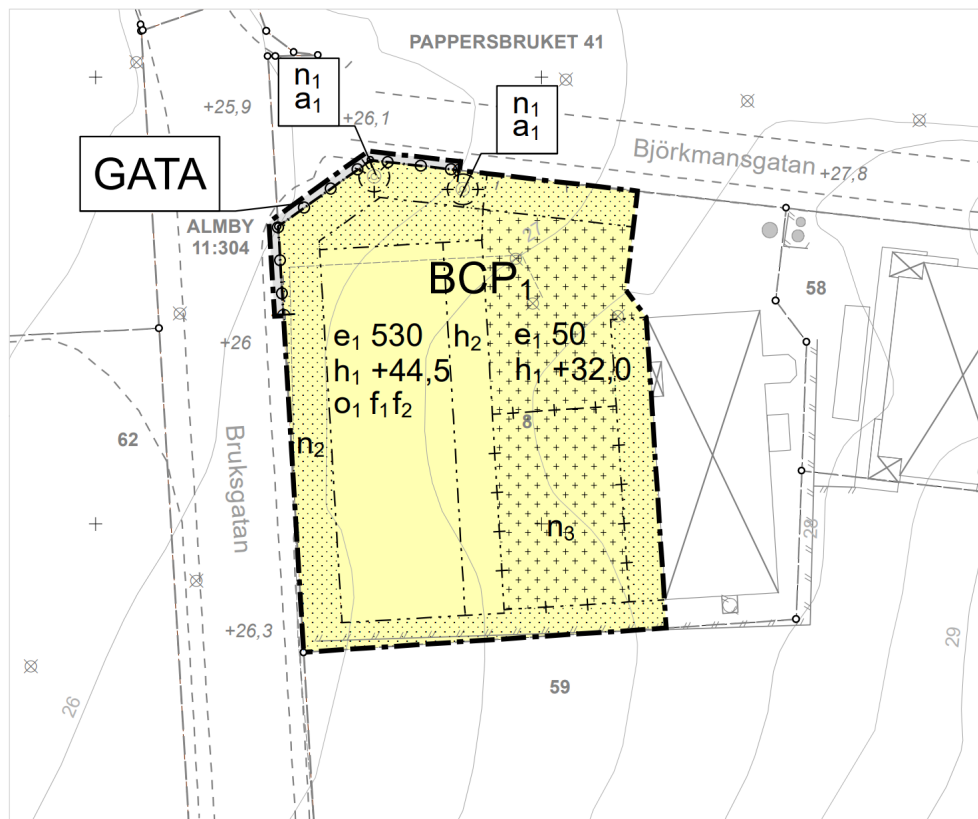 PAPPERSBRUKET 41
n₁
a₁
n₁
a₁
+25,9
+26,1
GATA
Björkmansgatan
+27,8
ALMBY
11:304
27
BCP₁
58
+26
e₁ 530
h₂
e₁ 50
h₁ +44,5
h₁ +32,0
o₁ f₁ f₂
8
62
Bruksgatan
n₂
n₃
28
+26,3
59
29
26